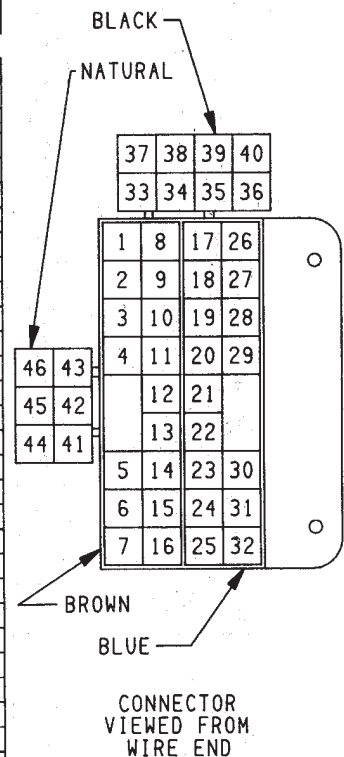 BLACK
NATURAL
37 38 39 40
33 34 35 36
1 8 17 26
2 9 18 27
3 10 19 28
4 11 20 29
46 43
12 21
45 42
13 22
44 41
5 14 23 30
6 15 24 31
7 16 25 32
BROWN
BLUE
CONNECTOR
VIEWED FROM
WIRE END